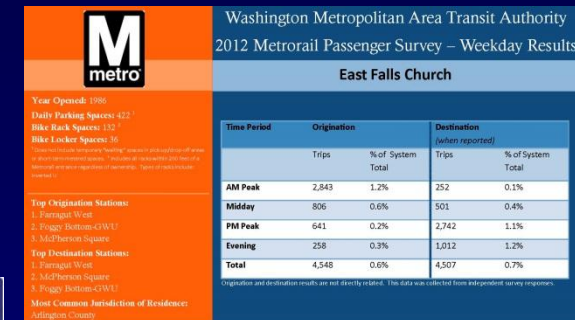 M
metro
Washington Metropolitan Area Transit Authority
2012 Metrorail Passenger Survey – Weekday Results
East Falls Church
Year Opened: 1986
Daily Parking Spaces: 422 ¹
Bike Rack Spaces: 132 ²
Bike Locker Spaces: 36
Top Origination Stations:
1. Farragut West
2. Foggy Bottom-GWU
3. McPherson Square
Top Destination Stations:
1. Farragut West
2. McPherson Square
3. Foggy Bottom-GWU
Most Common Jurisdiction of Residence:
Arlington County
Time Period Origination Destination
(when reported)
Trips % of System Total Trips % of System Total
AM Peak 2,843 1.2% 252 0.1%
Midday 806 0.6% 501 0.4%
PM Peak 641 0.2% 2,742 1.1%
Evening 258 0.3% 1,012 1.2%
Total 4,548 0.6% 4,507 0.7%
Origination and destination results are not directly related. This data was collected from independent survey responses.